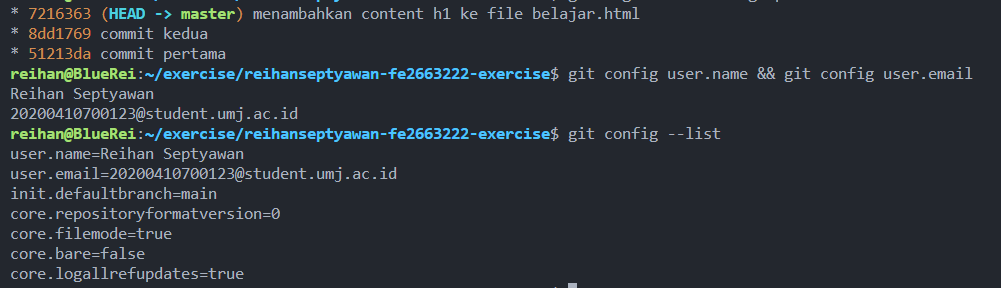 * 7216363 (HEAD -> master) menambahkan content h1 ke file belajar.html
* 8dd1769 commit kedua
* 51213da commit pertama
reihan@BlueRei:~/exercise/reihanseptyawan-fe2663222-exercise$ git config user.name && git config user.email
Reihan Septyawan
20200410700123@student.umj.ac.id
reihan@BlueRei:~/exercise/reihanseptyawan-fe2663222-exercise$ git config --list
user.name=Reihan Septyawan
user.email=20200410700123@student.umj.ac.id
init.defaultbranch=main
core.repositoryformatversion=0
core.filemode=true
core.bare=false
core.logallrefupdates=true